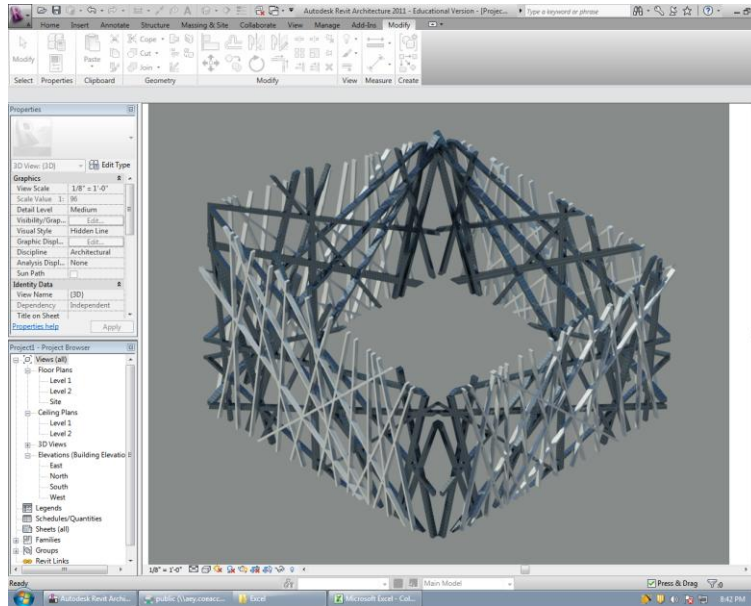 Autodesk Revit Architecture 2011 - Educational Version - [Projec...
Type a keyword or phrase
Home Insert Annotate Structure Massing & Site Collaborate View Manage Add-Ins Modify
Modify
Paste
Cope
Cut
Join
Select Properties Clipboard Geometry Modify View Measure Create
Properties
3D View: {3D}
Edit Type
Graphics
View Scale 1/8" = 1'-0"
Scale Value 1: 96
Detail Level Medium
Visibility/Grap... Edit...
Visual Style Hidden Line
Graphic Displ... Edit...
Discipline Architectural
Analysis Displ... None
Sun Path
Identity Data
View Name {3D}
Dependency Independent
Title on Sheet
Properties help Apply
Project1 - Project Browser
Views (all)
Floor Plans
Level 1
Level 2
Site
Ceiling Plans
Level 1
Level 2
3D Views
Elevations (Building Elevatio
East
North
South
West
Legends
Schedules/Quantities
Sheets (all)
Families
Groups
Revit Links
1/8" = 1'-0"
Ready
Main Model
Press & Drag
:0
Autodesk Revit Archi...
public (\\aey.coeacc...
Excel
Microsoft Excel - Col...
8:42 PM